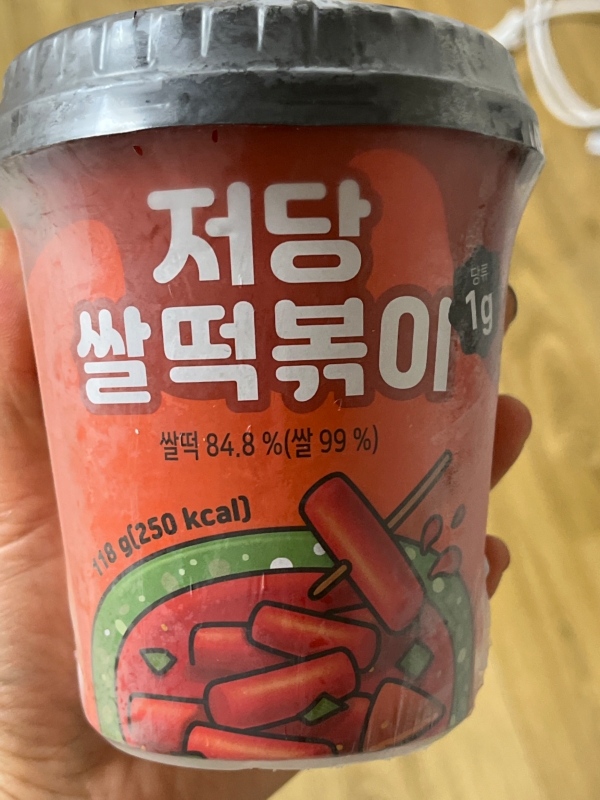 저당
쌀떡볶이
당류
1g
쌀떡 84.8 %(쌀 99 %)
118 g(250 kcal)